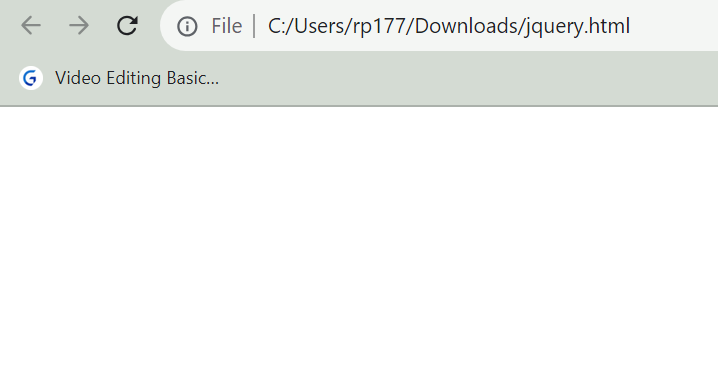 File | C:/Users/rp177/Downloads/jquery.html
Video Editing Basic...